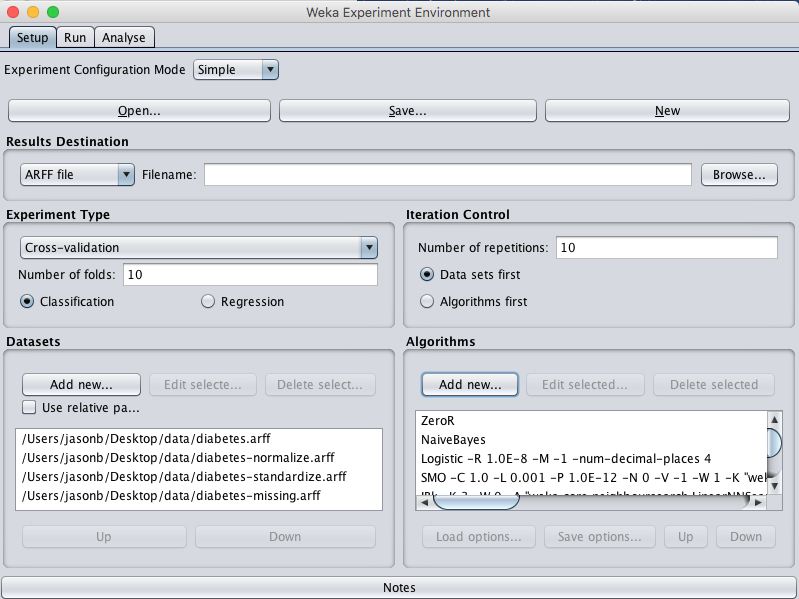 Weka Experiment Environment
Setup Run Analyse
Experiment Configuration Mode Simple
Open... Save... New
Results Destination
ARFF file Filename: Browse...
Experiment Type
Cross-validation
Number of folds: 10
Classification Regression
Iteration Control
Number of repetitions: 10
Data sets first
Algorithms first
Datasets
Add new... Edit selecte... Delete select...
Use relative pa...
/Users/jasonb/Desktop/data/diabetes.arff
/Users/jasonb/Desktop/data/diabetes-normalize.arff
/Users/jasonb/Desktop/data/diabetes-standardize.arff
/Users/jasonb/Desktop/data/diabetes-missing.arff
Up Down
Algorithms
Add new... Edit selected... Delete selected
ZeroR
NaiveBayes
Logistic -R 1.0E-8 -M -1 -num-decimal-places 4
SMO -C 1.0 -L 0.001 -P 1.0E-12 -N 0 -V -1 -W 1 -K "wel
Load options... Save options... Up Down
Notes